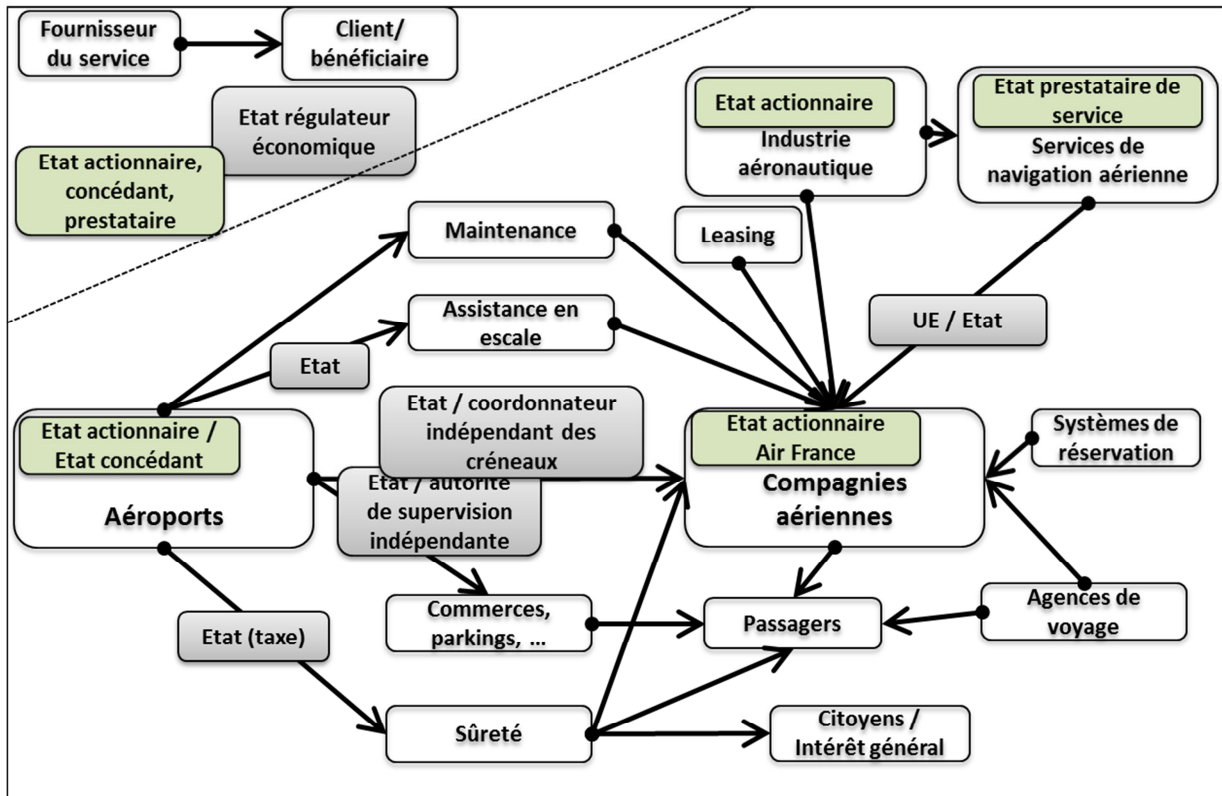 Fournisseur
du service
Client/
bénéficiaire
Etat régulateur
économique
Etat actionnaire,
concédant,
prestataire
Etat actionnaire
Industrie
aéronautique
Etat prestataire de
service
Services de
navigation aérienne
Maintenance
Leasing
Assistance en
escale
UE / Etat
Etat
Etat / coordonnateur
indépendant des
créneaux
Etat actionnaire /
Etat concédant
Aéroports
Etat / autorité
de supervision
indépendante
Etat actionnaire
Air France
Compagnies
aériennes
Systèmes de
réservation
Commerces,
parkings, ...
Passagers
Agences de
voyage
Etat (taxe)
Sûreté
Citoyens /
Intérêt général